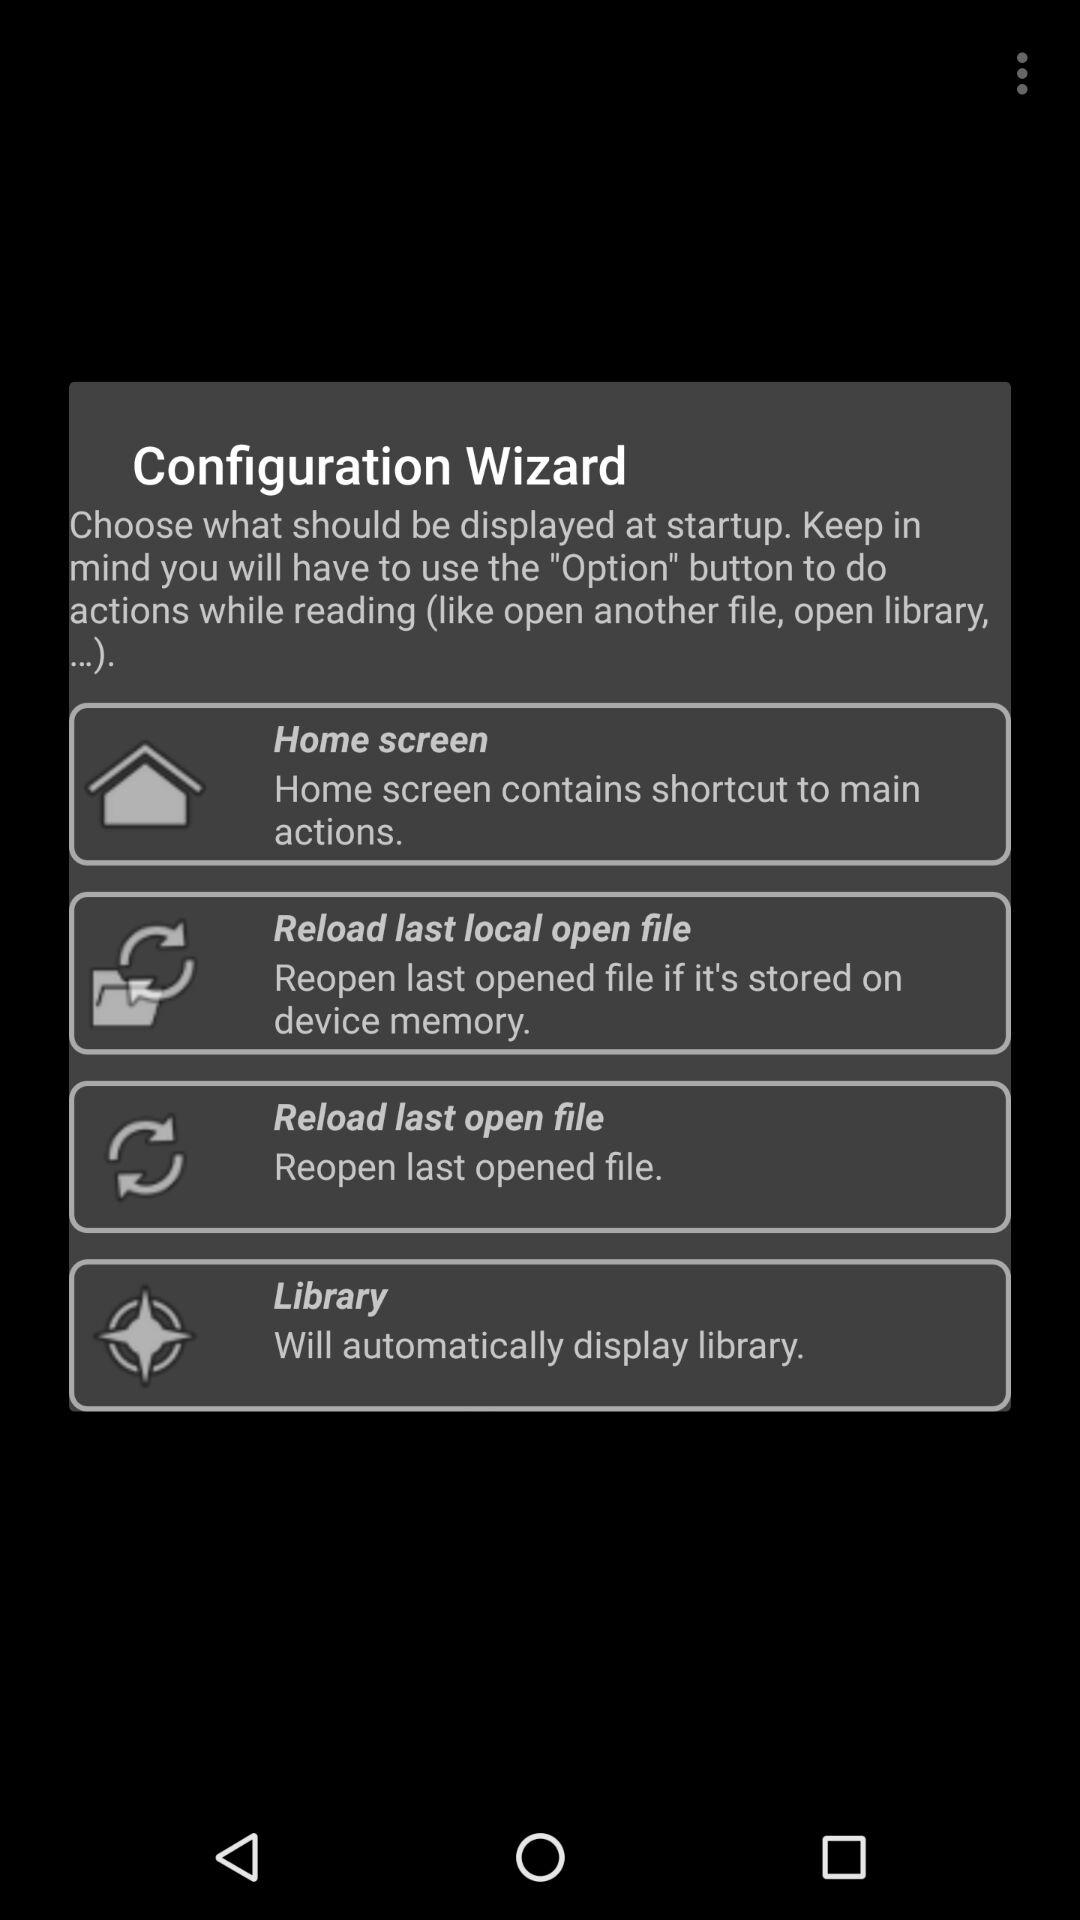 Configuration Wizard
Choose what should be displayed at startup. Keep in
mind you will have to use the "Option" button to do
actions while reading (like open another file, open library,
...).
Home screen
Home screen contains shortcut to main
actions.
Reload last local open file
Reopen last opened file if it's stored on
device memory.
Reload last open file
Reopen last opened file.
Library
Will automatically display library.